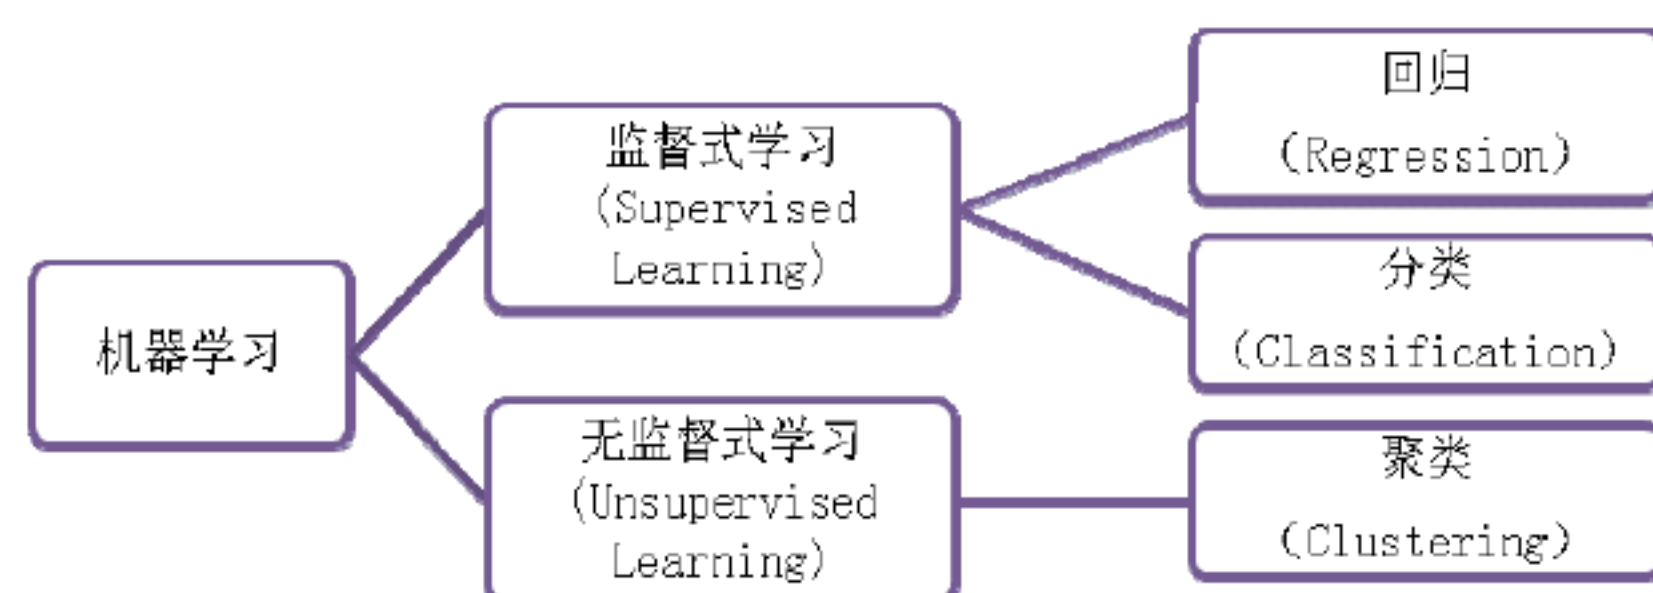 机器学习
监督式学习
(Supervised
Learning)
无监督式学习
(Unsupervised
Learning)
回归
(Regression)
分类
(Classification)
聚类
(Clustering)